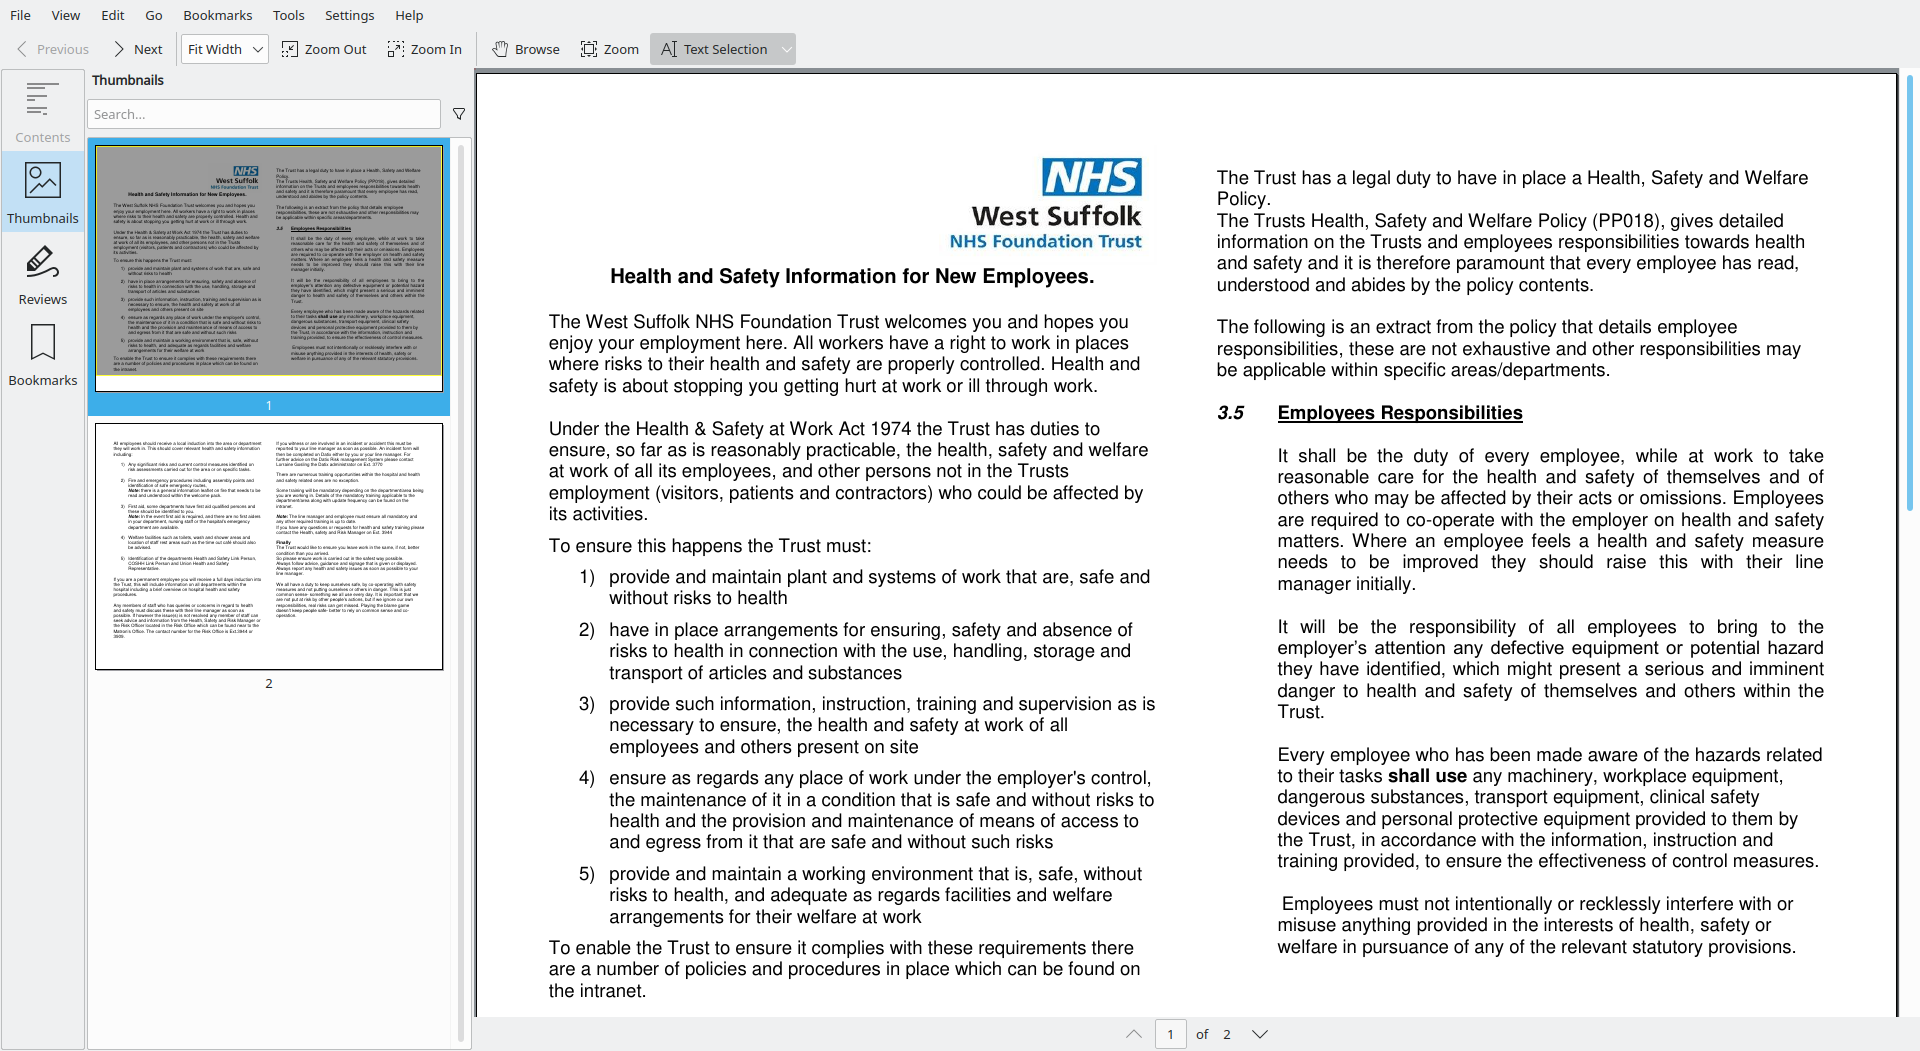 File View Edit Go Bookmarks Tools Settings Help
Previous Next Fit Width Zoom Out Zoom In Browse Zoom Text Selection
Thumbnails
Search...
Contents
Thumbnails
Reviews
Bookmarks
1
2
NHS
West Suffolk
NHS Foundation Trust
Health and Safety Information for New Employees.
The West Suffolk NHS Foundation Trust welcomes you and hopes you
enjoy your employment here. All workers have a right to work in places
where risks to their health and safety are properly controlled. Health and
safety is about stopping you getting hurt at work or ill through work.
Under the Health & Safety at Work Act 1974 the Trust has duties to
ensure, so far as is reasonably practicable, the health, safety and welfare
at work of all its employees, and other persons not in the Trusts
employment (visitors, patients and contractors) who could be affected by
its activities.
To ensure this happens the Trust must:
1) provide and maintain plant and systems of work that are, safe and
without risks to health
2) have in place arrangements for ensuring, safety and absence of
risks to health in connection with the use, handling, storage and
transport of articles and substances
3) provide such information, instruction, training and supervision as is
necessary to ensure, the health and safety at work of all
employees and others present on site
4) ensure as regards any place of work under the employer's control,
the maintenance of it in a condition that is safe and without risks to
health and the provision and maintenance of means of access to
and egress from it that are safe and without such risks
5) provide and maintain a working environment that is, safe, without
risks to health, and adequate as regards facilities and welfare
arrangements for their welfare at work
To enable the Trust to ensure it complies with these requirements there
are a number of policies and procedures in place which can be found on
the intranet.
The Trust has a legal duty to have in place a Health, Safety and Welfare
Policy.
The Trusts Health, Safety and Welfare Policy (PP018), gives detailed
information on the Trusts and employees responsibilities towards health
and safety and it is therefore paramount that every employee has read,
understood and abides by the policy contents.
The following is an extract from the policy that details employee
responsibilities, these are not exhaustive and other responsibilities may
be applicable within specific areas/departments.
3.5 Employees Responsibilities
It shall be the duty of every employee, while at work to take
reasonable care for the health and safety of themselves and of
others who may be affected by their acts or omissions. Employees
are required to co-operate with the employer on health and safety
matters. Where an employee feels a health and safety measure
needs to be improved they should raise this with their line
manager initially.
It will be the responsibility of all employees to bring to the
employer’s attention any defective equipment or potential hazard
they have identified, which might present a serious and imminent
danger to health and safety of themselves and others within the
Trust.
Every employee who has been made aware of the hazards related
to their tasks shall use any machinery, workplace equipment,
dangerous substances, transport equipment, clinical safety
devices and personal protective equipment provided to them by
the Trust, in accordance with the information, instruction and
training provided, to ensure the effectiveness of control measures.
Employees must not intentionally or recklessly interfere with or
misuse anything provided in the interests of health, safety or
welfare in pursuance of any of the relevant statutory provisions.
1 of 2